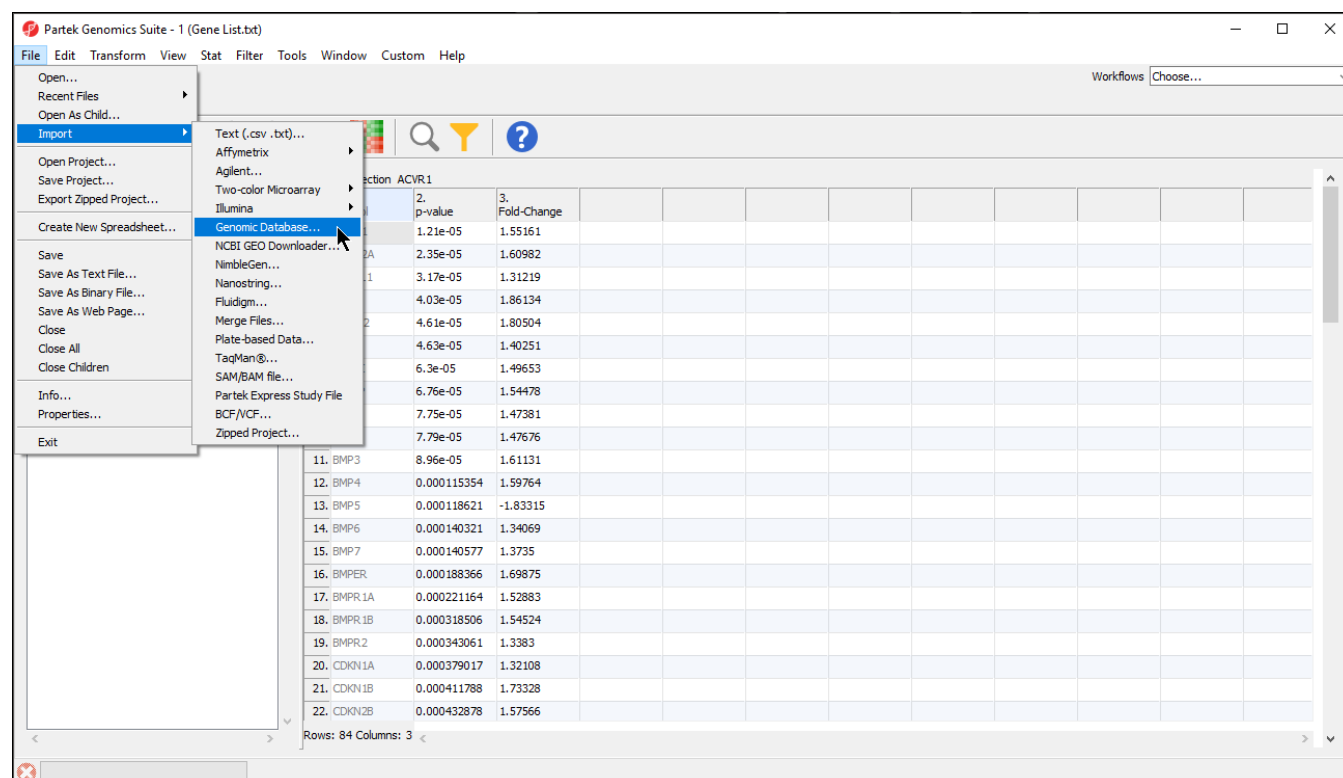 Partek Genomics Suite - 1 (Gene List.txt)
File Edit Transform View Stat Filter Tools Window Custom Help
Workflows Choose...
Open...
Recent Files
Open As Child...
Import
Open Project...
Save Project...
Export Zipped Project...
Create New Spreadsheet...
Save
Save As Text File...
Save As Binary File...
Save As Web Page...
Close
Close All
Close Children
Info...
Properties...
Exit
Text (.csv .txt)...
Affymetrix
Agilent...
Two-color Microarray
Illumina
Genomic Database...
NCBI GEO Downloader...
NimbleGen...
Nanostring...
Fluidigm...
Merge Files...
Plate-based Data...
TaqMan®...
SAM/BAM file...
Partek Express Study File
BCF/VCF...
Zipped Project...
ACVR1
2. 3.
p-value Fold-Change
1.21e-05 1.55161
2.35e-05 1.60982
3.17e-05 1.31219
4.03e-05 1.86134
4.61e-05 1.80504
4.63e-05 1.40251
6.3e-05 1.49653
6.76e-05 1.54478
7.75e-05 1.47381
7.79e-05 1.47676
11. BMP3 8.96e-05 1.61131
12. BMP4 0.000115354 1.59764
13. BMP5 0.000118621 -1.83315
14. BMP6 0.000140321 1.34069
15. BMP7 0.000140577 1.3735
16. BMPER 0.000188366 1.69875
17. BMPR1A 0.000221164 1.52883
18. BMPR1B 0.000318506 1.54524
19. BMPR2 0.000343061 1.3383
20. CDKN1A 0.000379017 1.32108
21. CDKN1B 0.000411788 1.73328
22. CDKN2B 0.000432878 1.57566
Rows: 84 Columns: 3